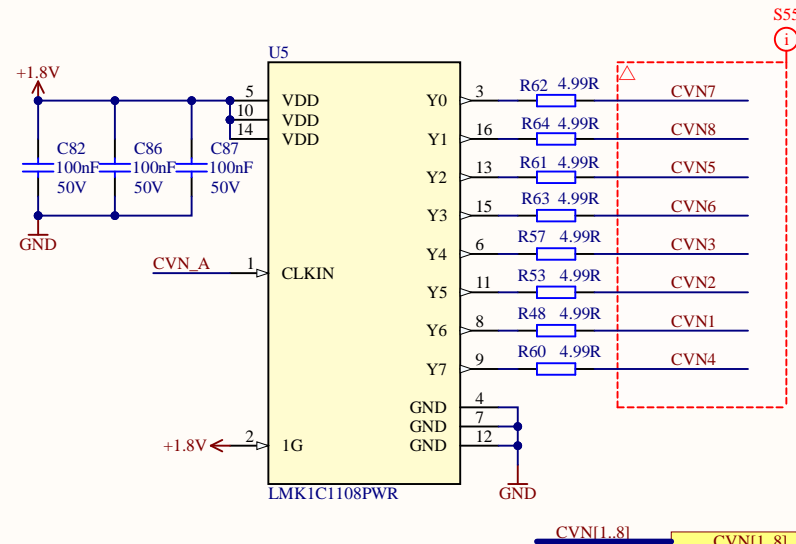 S55
i
U5
+1.8V
5 VDD Y0 3 R62 4.99R CVN7
10 VDD
14 VDD Y1 16 R64 4.99R CVN8
C82 C86 C87
100nF 100nF 100nF
50V 50V 50V
Y2 13 R61 4.99R CVN5
Y3 15 R63 4.99R CVN6
GND
Y4 6 R57 4.99R CVN3
CVN_A 1 CLKIN
Y5 11 R53 4.99R CVN2
Y6 8 R48 4.99R CVN1
Y7 9 R60 4.99R CVN4
GND 4
GND 7
+1.8V 2 1G GND 12
LMK1C1108PWR GND
CVN[1..8]
CVN[1..8]